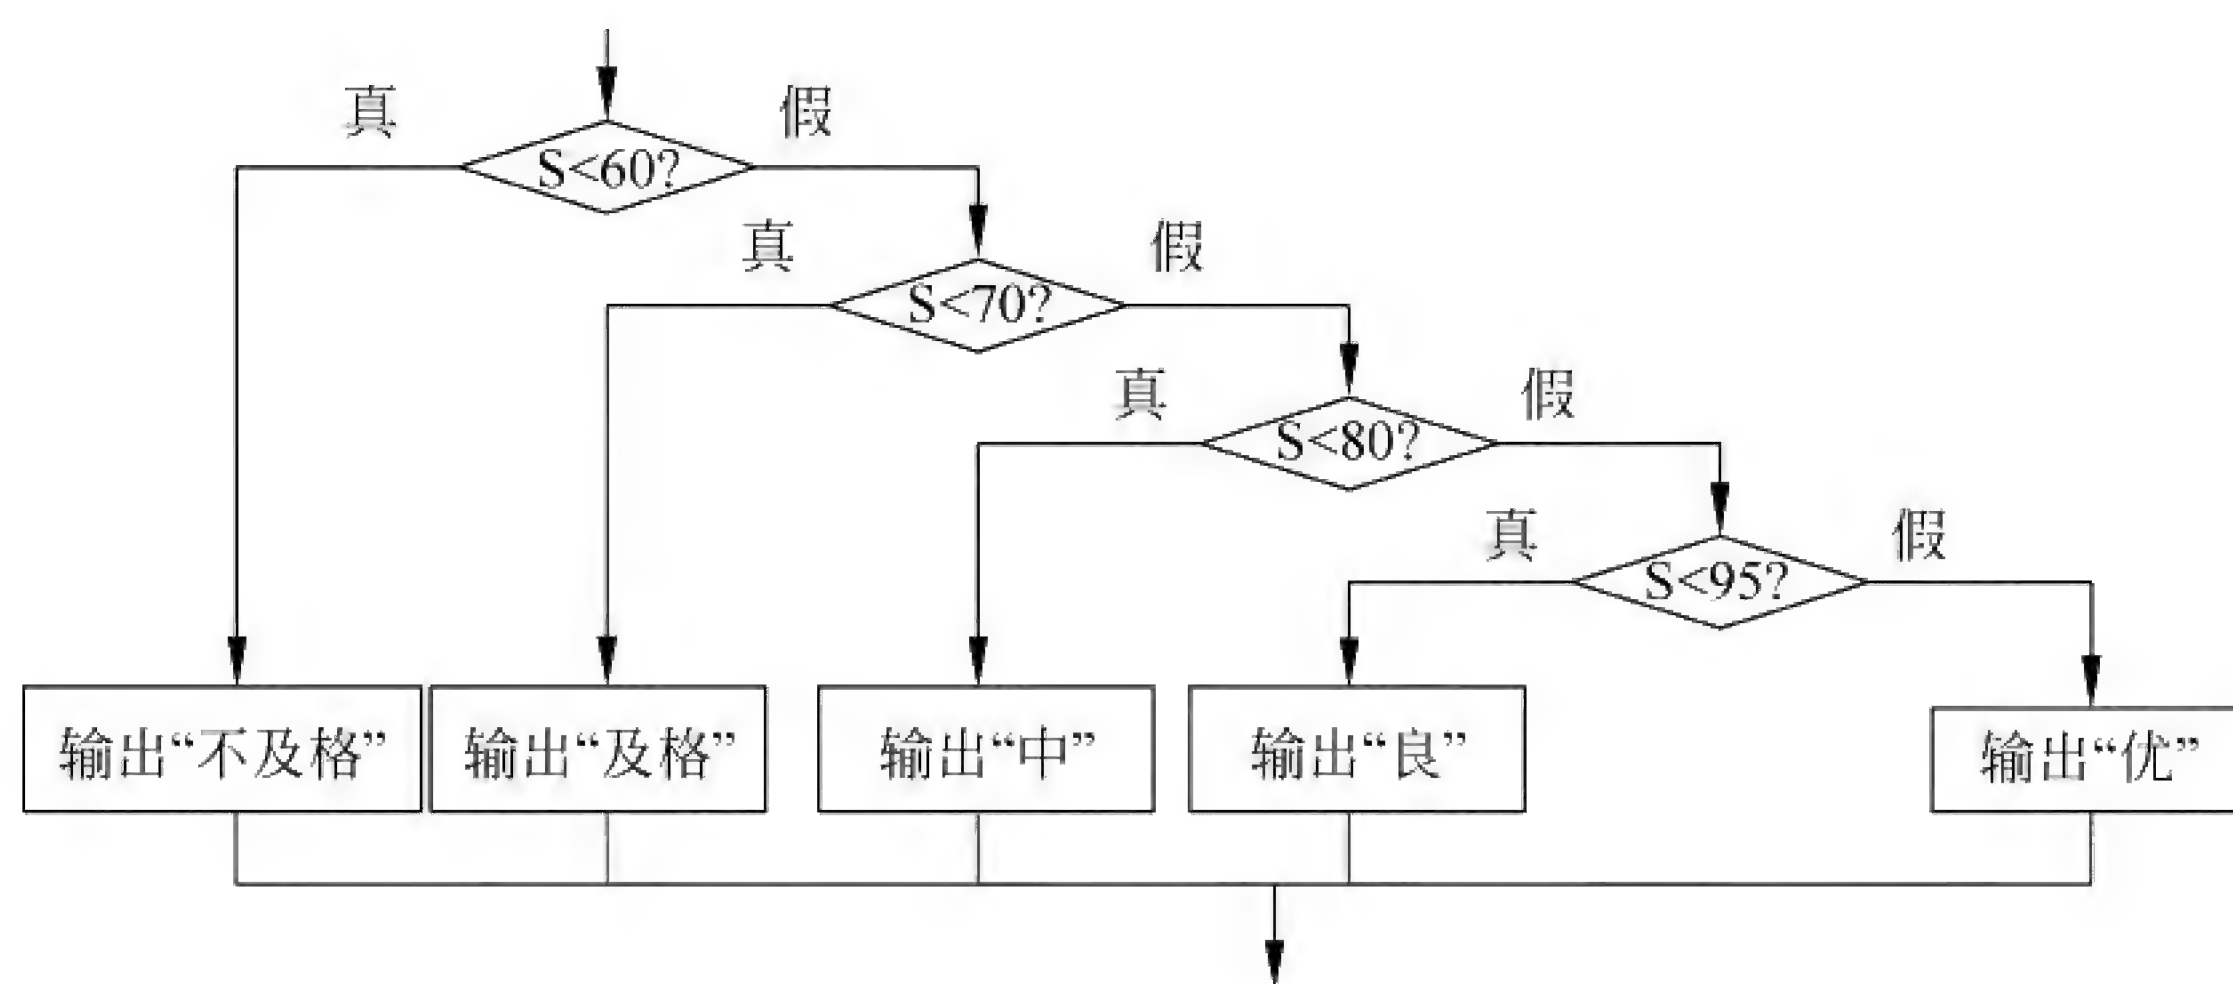 真
假
S<60?
真
假
S<70?
真
假
S<80?
真
假
S<95?
输出“不及格”
输出“及格”
输出“中”
输出“良”
输出“优”